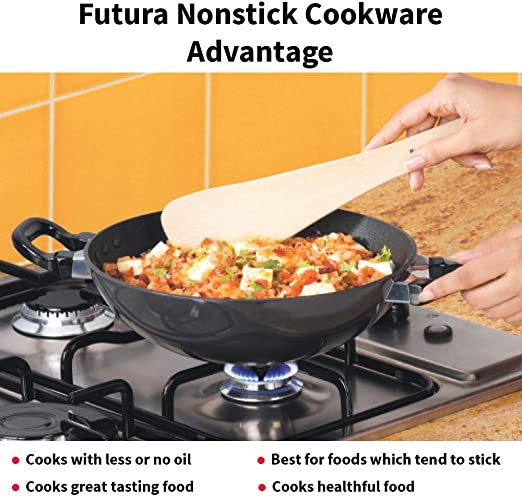 Futura Nonstick Cookware
Advantage
• Cooks with less or no oil
• Best for foods which tend to stick
• Cooks great tasting food
• Cooks healthful food